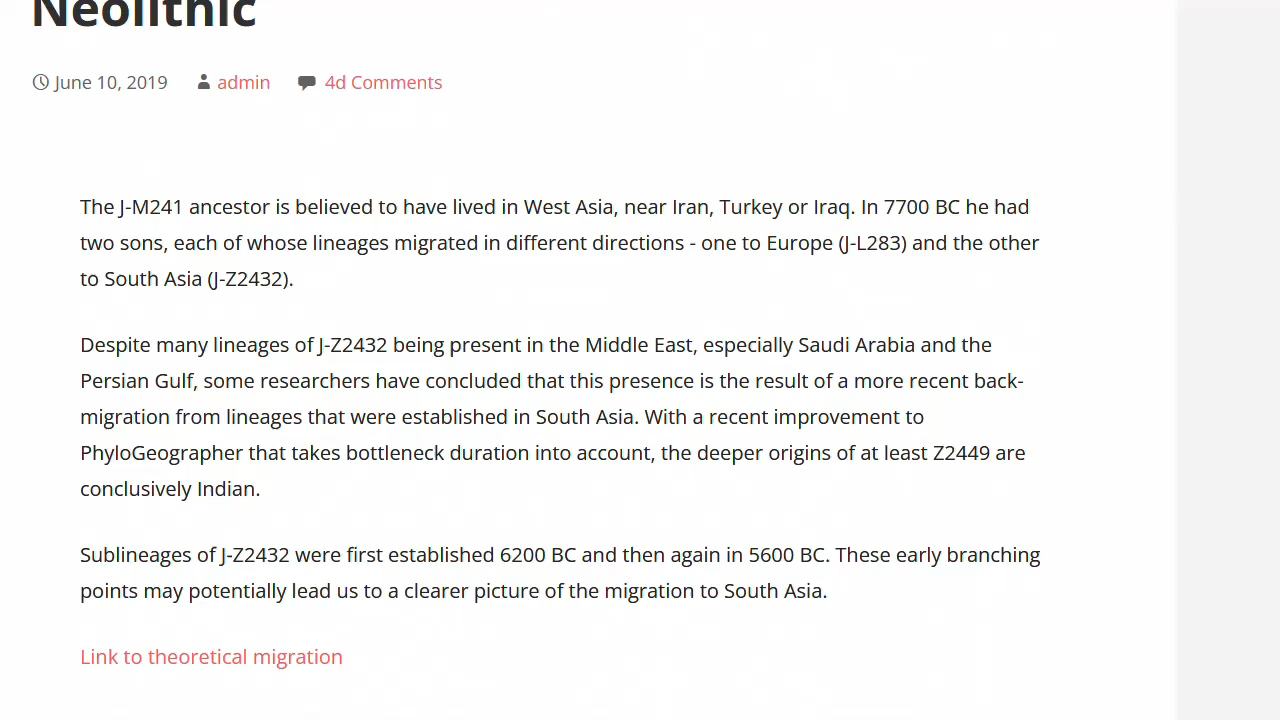 Neolithic
June 10, 2019 admin 4d Comments
The J-M241 ancestor is believed to have lived in West Asia, near Iran, Turkey or Iraq. In 7700 BC he had
two sons, each of whose lineages migrated in different directions - one to Europe (J-L283) and the other
to South Asia (J-Z2432).
Despite many lineages of J-Z2432 being present in the Middle East, especially Saudi Arabia and the
Persian Gulf, some researchers have concluded that this presence is the result of a more recent back-
migration from lineages that were established in South Asia. With a recent improvement to
PhyloGeographer that takes bottleneck duration into account, the deeper origins of at least Z2449 are
conclusively Indian.
Sublineages of J-Z2432 were first established 6200 BC and then again in 5600 BC. These early branching
points may potentially lead us to a clearer picture of the migration to South Asia.
Link to theoretical migration